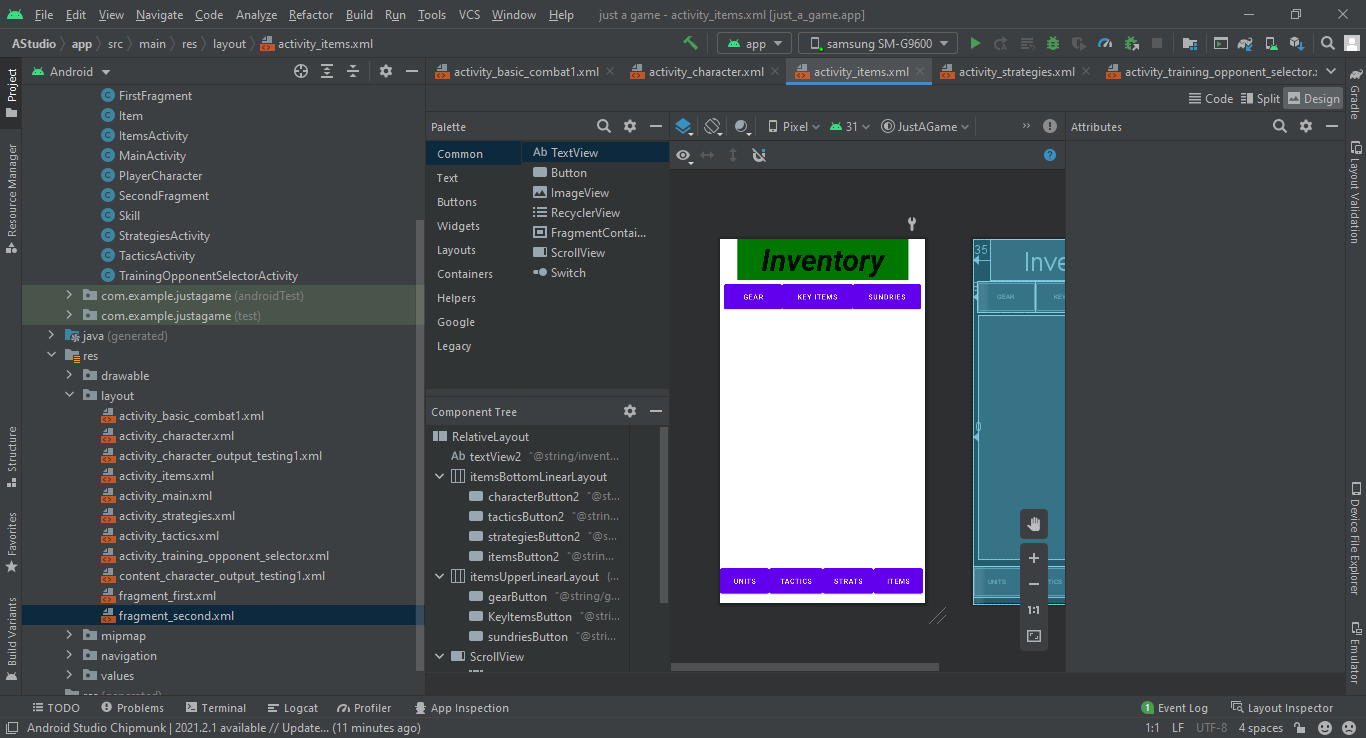 File Edit View Navigate Code Analyze Refactor Build Run Tools VCS Window Help just a game - activity_items.xml [just_a_game.app]
AStudio app src main res layout activity_items.xml
app samsung SM-G9600
Project
Resource Manager
Structure
Favorites
Build Variants
Android
FirstFragment
Item
ItemsActivity
MainActivity
PlayerCharacter
SecondFragment
Skill
StrategiesActivity
TacticsActivity
TrainingOpponentSelectorActivity
com.example.justagame (androidTest)
com.example.justagame (test)
java (generated)
res
drawable
layout
activity_basic_combat1.xml
activity_character.xml
activity_character_output_testing1.xml
activity_items.xml
activity_main.xml
activity_strategies.xml
activity_tactics.xml
activity_training_opponent_selector.xml
content_character_output_testing1.xml
fragment_first.xml
fragment_second.xml
mipmap
navigation
values
activity_basic_combat1.xml activity_character.xml activity_items.xml activity_strategies.xml activity_training_opponent_selector.
Code Split Design
Palette
Common
Text
Buttons
Widgets
Layouts
Containers
Helpers
Google
Legacy
Ab TextView
Button
ImageView
RecyclerView
FragmentContai...
ScrollView
Switch
Component Tree
RelativeLayout
Ab textView2 "@string/invent...
itemsBottomLinearLayout
characterButton2 "@st...
tacticsButton2 "@strin...
strategiesButton2 "@s...
itemsButton2 "@strin...
itemsUpperLinearLayout (...
gearButton "@string/g...
KeyItemsButton "@stri...
sundriesButton "@stri...
ScrollView
Pixel 31 JustAGame
Inventory
GEAR KEY ITEMS SUNDRIES
UNITS TACTICS STRATS ITEMS
35
Inve
GEAR KEY
0
UNITS TICS
1:1
Attributes
Gradle
Layout Validation
Device File Explorer
Emulator
TODO Problems Terminal Logcat Profiler App Inspection 1 Event Log Layout Inspector
Android Studio Chipmunk | 2021.2.1 available // Update... (11 minutes ago) 1:1 LF UTF-8 4 spaces